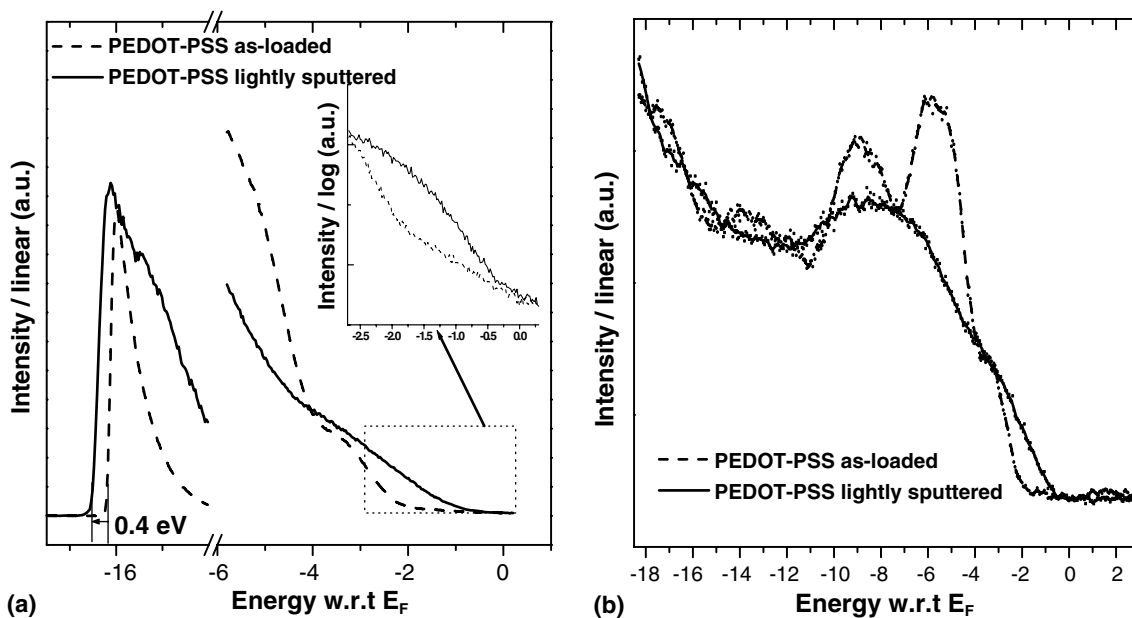 PEDOT-PSS as-loaded
PEDOT-PSS lightly sputtered
Intensity / linear (a.u.)
Intensity / log (a.u.)
-2.5 -2.0 -1.5 -1.0 -0.5 0.0
0.4 eV
-16 -6 -4 -2 0
Energy w.r.t E_F
(a)
Intensity / linear (a.u.)
PEDOT-PSS as-loaded
PEDOT-PSS lightly sputtered
-18 -16 -14 -12 -10 -8 -6 -4 -2 0 2
Energy w.r.t E_F
(b)